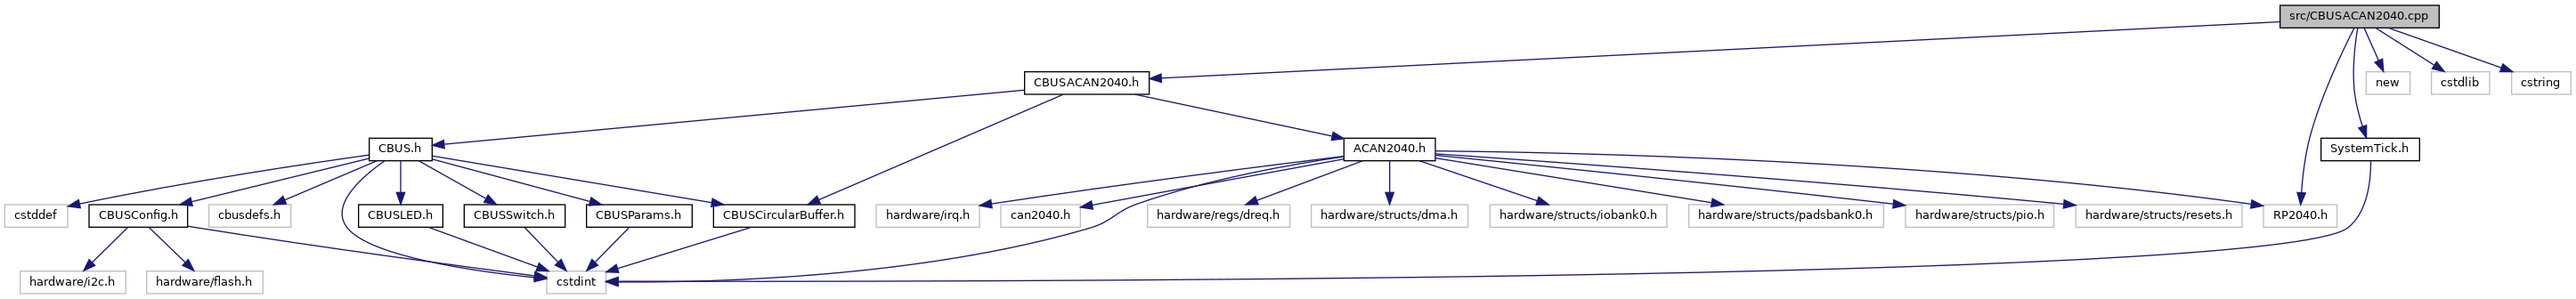 src/CBUSACAN2040.cpp
CBUSACAN2040.h
new
cstdlib
cstring
CBUS.h
ACAN2040.h
SystemTick.h
cstddef
CBUSConfig.h
cbusdefs.h
CBUSLED.h
CBUSSwitch.h
CBUSParams.h
CBUSCircularBuffer.h
hardware/irq.h
can2040.h
hardware/regs/dreq.h
hardware/structs/dma.h
hardware/structs/iobank0.h
hardware/structs/padsbank0.h
hardware/structs/pio.h
hardware/structs/resets.h
RP2040.h
hardware/i2c.h
hardware/flash.h
cstdint